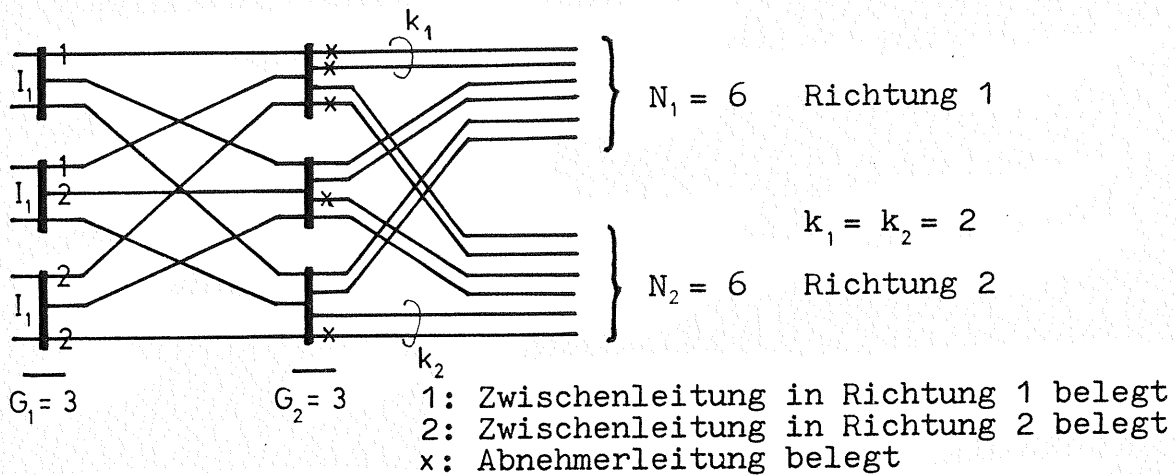 k₁
1
x
x
I₁
x
N₁ = 6 Richtung 1
1
I₁
2
x
k₁ = k₂ = 2
2
I₁
N₂ = 6 Richtung 2
2
x
k₂
G₁ = 3
G₂ = 3
1: Zwischenleitung in Richtung 1 belegt
2: Zwischenleitung in Richtung 2 belegt
x: Abnehmerleitung belegt